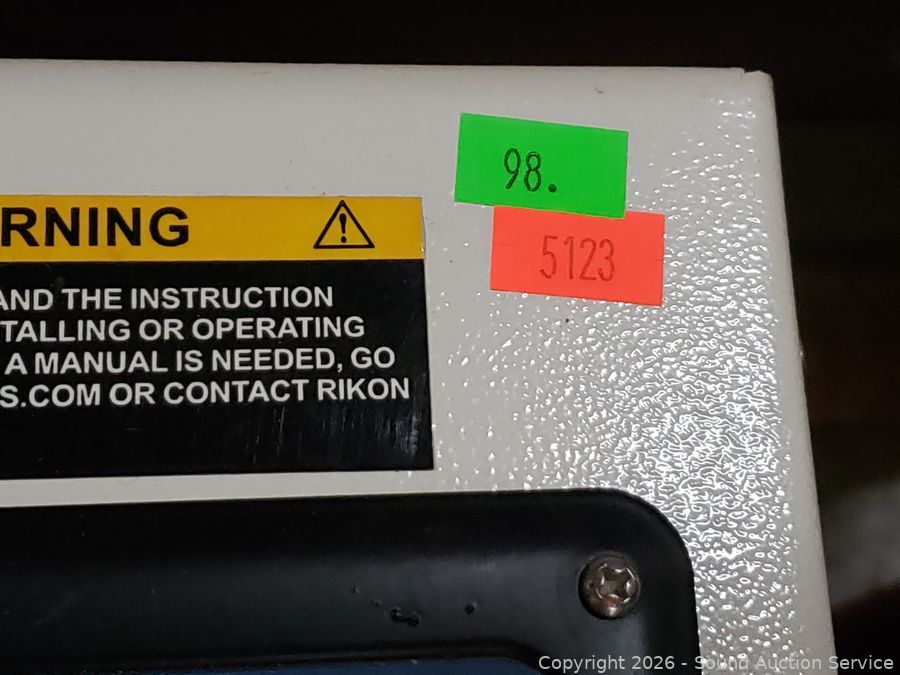 98.
5123
RNING
AND THE INSTRUCTION
TALLING OR OPERATING
A MANUAL IS NEEDED, GO
S.COM OR CONTACT RIKON
Copyright 2026 - Sound Auction Service